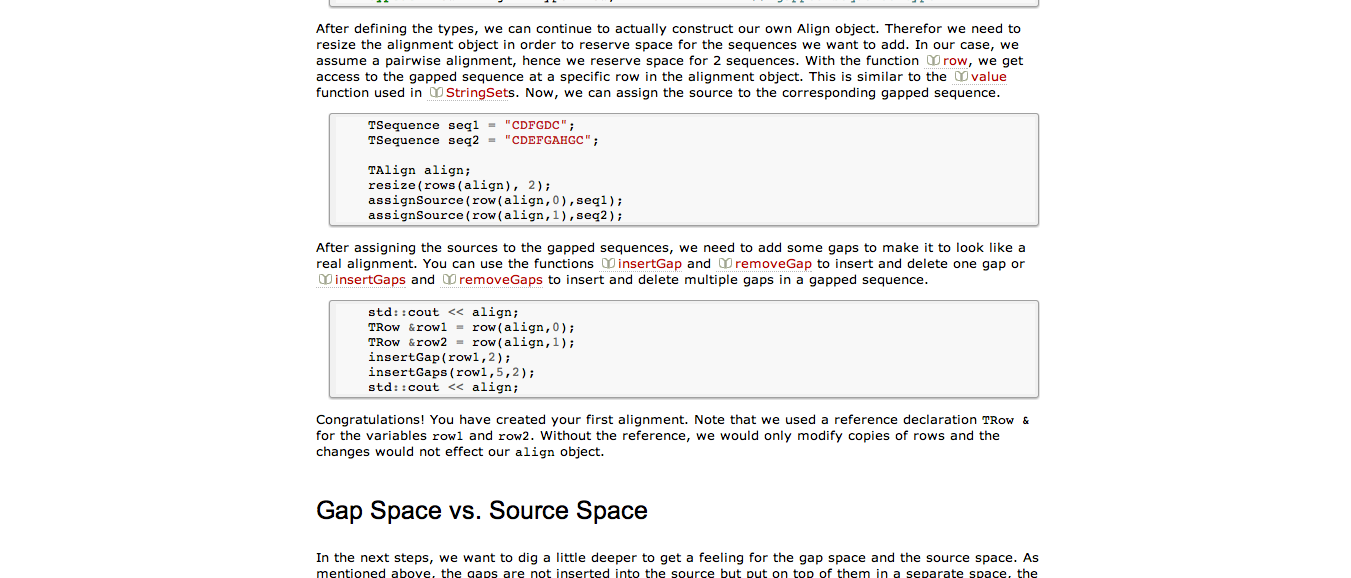 After defining the types, we can continue to actually construct our own Align object. Therefor we need to
resize the alignment object in order to reserve space for the sequences we want to add. In our case, we
assume a pairwise alignment, hence we reserve space for 2 sequences. With the function row, we get
access to the gapped sequence at a specific row in the alignment object. This is similar to the value
function used in StringSets. Now, we can assign the source to the corresponding gapped sequence.
TSequence seq1 = "CDFGDC";
TSequence seq2 = "CDEFGAHGC";
TAlign align;
resize(rows(align), 2);
assignSource(row(align,0),seq1);
assignSource(row(align,1),seq2);
After assigning the sources to the gapped sequences, we need to add some gaps to make it to look like a
real alignment. You can use the functions insertGap and removeGap to insert and delete one gap or
insertGaps and removeGaps to insert and delete multiple gaps in a gapped sequence.
std::cout << align;
TRow &row1 = row(align,0);
TRow &row2 = row(align,1);
insertGap(row1,2);
insertGaps(row1,5,2);
std::cout << align;
Congratulations! You have created your first alignment. Note that we used a reference declaration TRow &
for the variables row1 and row2. Without the reference, we would only modify copies of rows and the
changes would not effect our align object.
Gap Space vs. Source Space
In the next steps, we want to dig a little deeper to get a feeling for the gap space and the source space. As
mentioned above, the gaps are not inserted into the source but put on top of them in a separate space, the